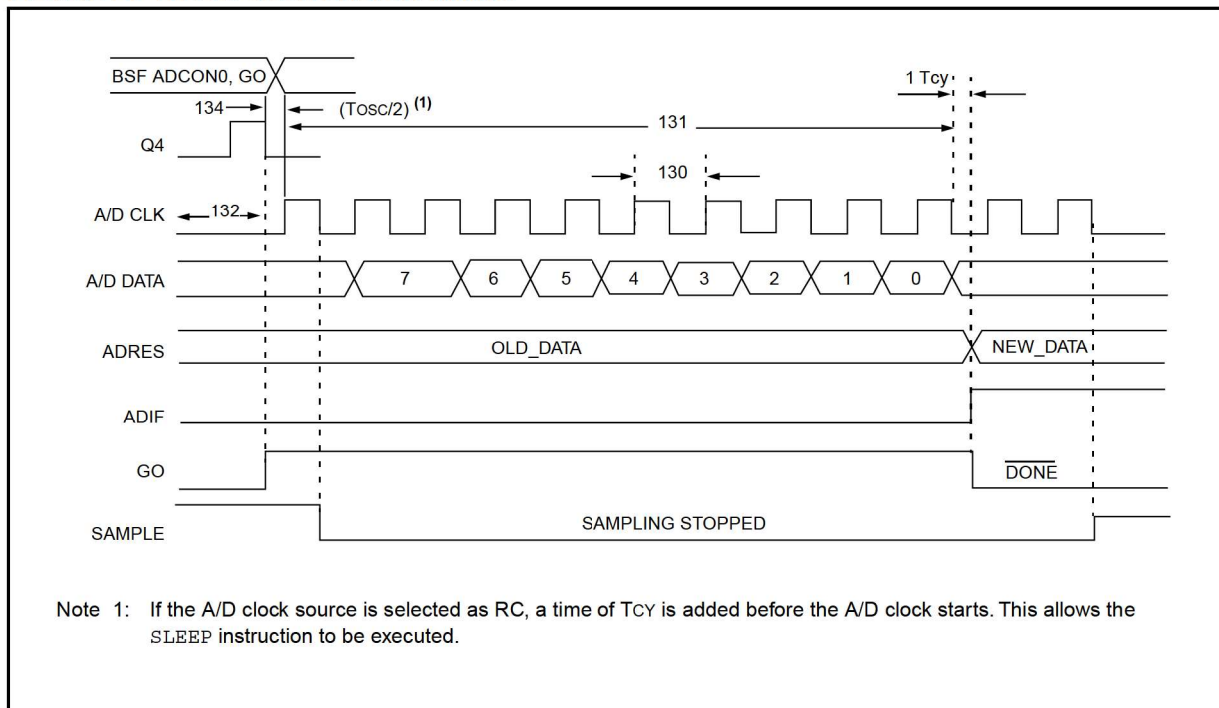 BSF ADCON0, GO
1 Tcy
134
(TOSC/2) (1)
131
Q4
130
A/D CLK
132
A/D DATA
7 6 5 4 3 2 1 0
ADRES
OLD_DATA
NEW_DATA
ADIF
GO
DONE
SAMPLING STOPPED
SAMPLE
Note 1: If the A/D clock source is selected as RC, a time of TCY is added before the A/D clock starts. This allows the
SLEEP instruction to be executed.